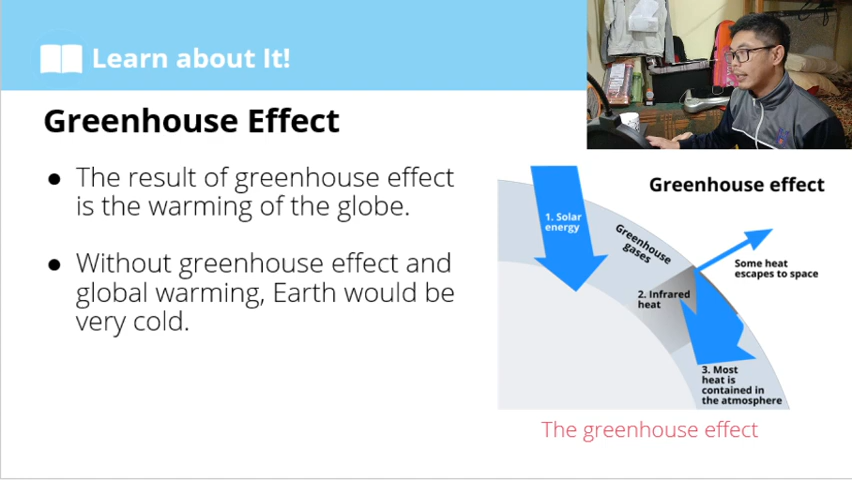 Learn about It!
Greenhouse Effect
● The result of greenhouse effect
is the warming of the globe.
● Without greenhouse effect and
global warming, Earth would be
very cold.
Greenhouse effect
1. Solar
energy
Greenhouse
gases
Some heat
escapes to space
2. Infrared
heat
3. Most
heat is
contained in
the atmosphere
The greenhouse effect